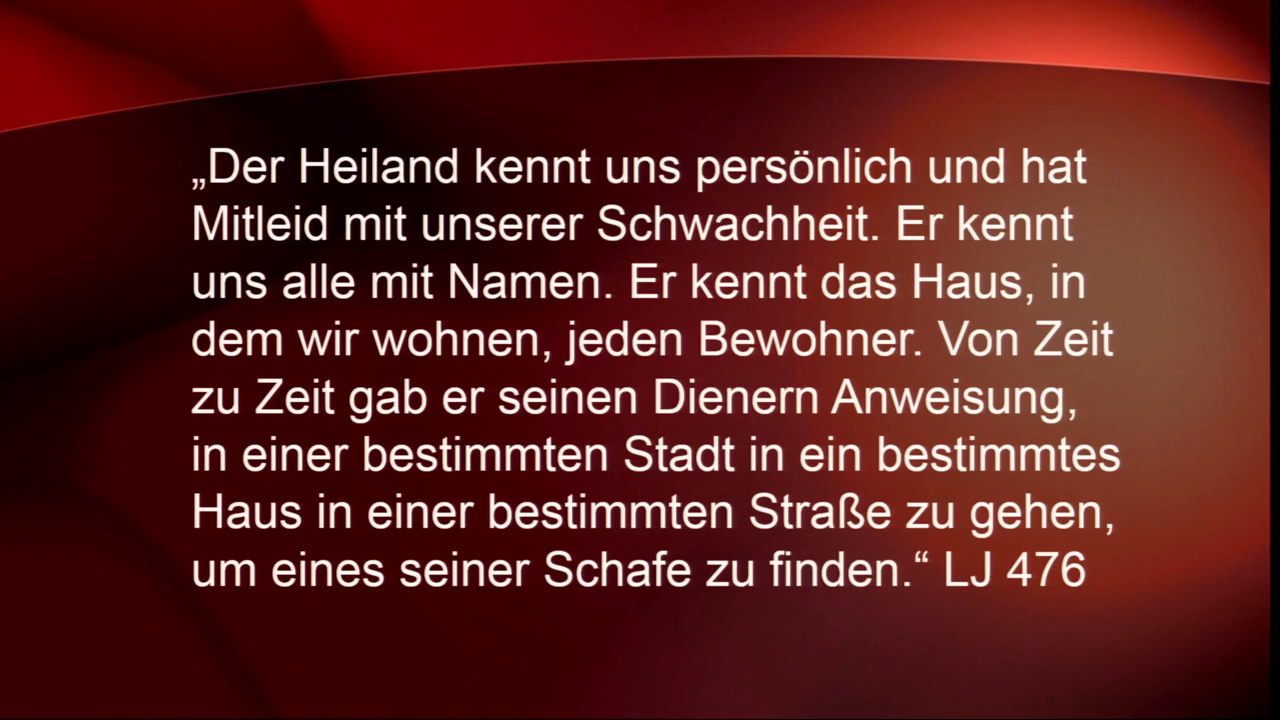 „Der Heiland kennt uns persönlich und hat
Mitleid mit unserer Schwachheit. Er kennt
uns alle mit Namen. Er kennt das Haus, in
dem wir wohnen, jeden Bewohner. Von Zeit
zu Zeit gab er seinen Dienern Anweisung,
in einer bestimmten Stadt in ein bestimmtes
Haus in einer bestimmten Straße zu gehen,
um eines seiner Schafe zu finden.“ LJ 476